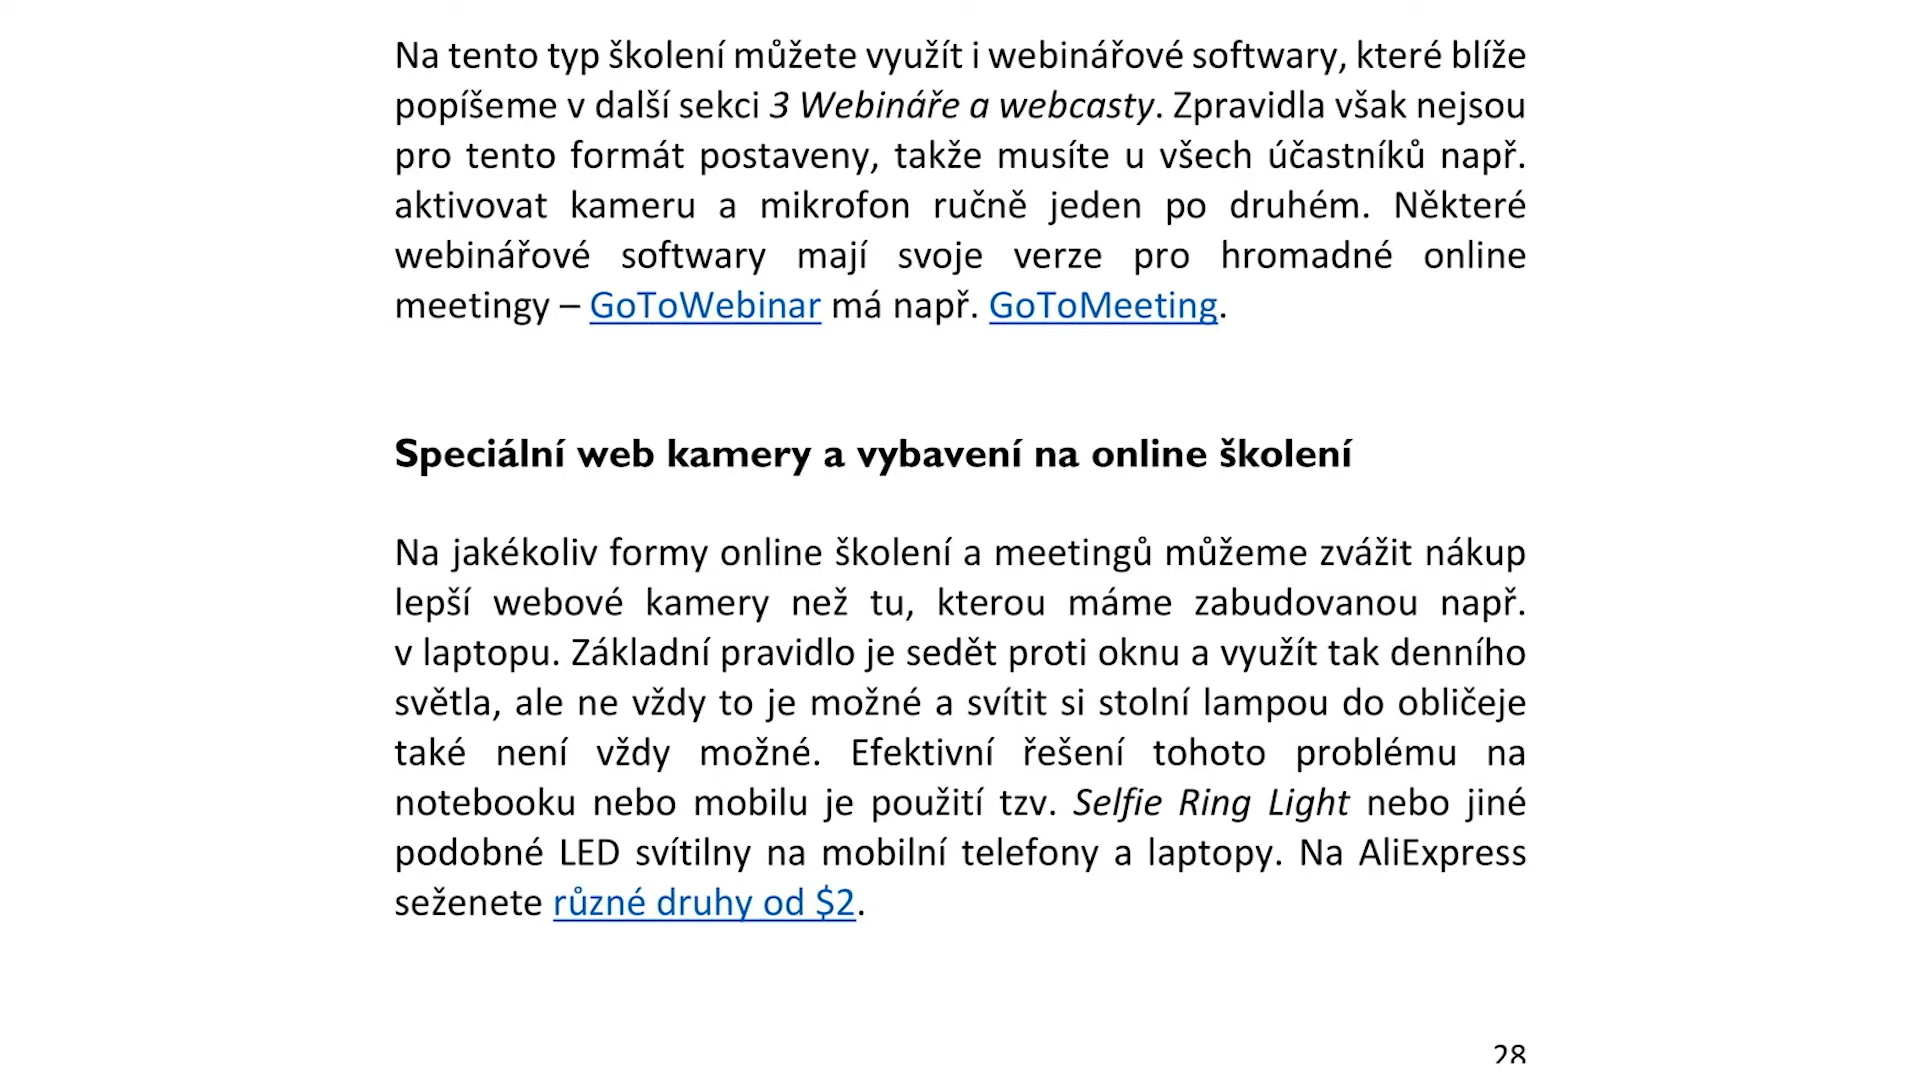 Na tento typ školení můžete využít i webinářové softwary, které blíže
popíšeme v další sekci 3 Webináře a webcasty. Zpravidla však nejsou
pro tento formát postaveny, takže musíte u všech účastníků např.
aktivovat kameru a mikrofon ručně jeden po druhém. Některé
webinářové softwary mají svoje verze pro hromadné online
meetingy – GoToWebinar má např. GoToMeeting.
Speciální web kamery a vybavení na online školení
Na jakékoliv formy online školení a meetingů můžeme zvážit nákup
lepší webové kamery než tu, kterou máme zabudovanou např.
v laptopu. Základní pravidlo je sedět proti oknu a využít tak denního
světla, ale ne vždy to je možné a svítit si stolní lampou do obličeje
také není vždy možné. Efektivní řešení tohoto problému na
notebooku nebo mobilu je použití tzv. Selfie Ring Light nebo jiné
podobné LED svítilny na mobilní telefony a laptopy. Na AliExpress
seženete různé druhy od $2.
28